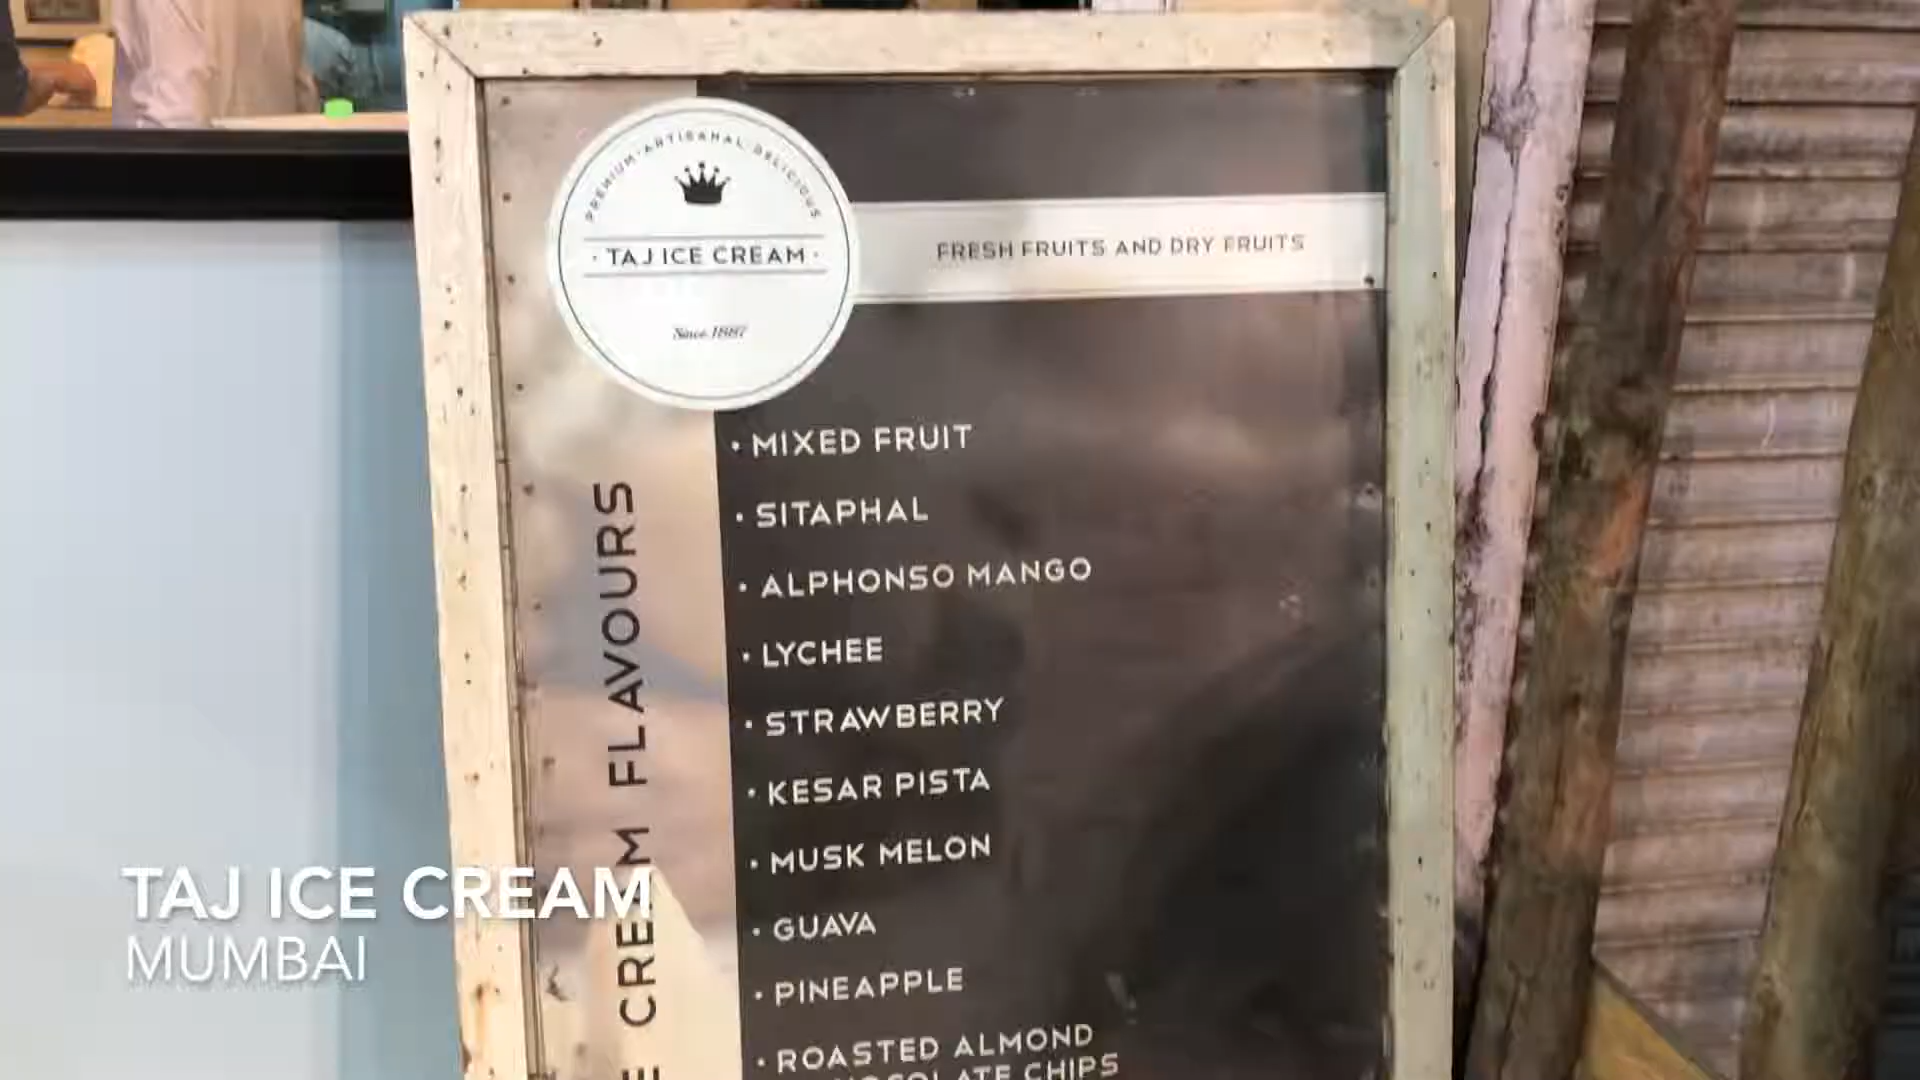 PREMIUM·ARTISANAL·DELICIOUS
·TAJ ICE CREAM·
Since 1887
FRESH FRUITS AND DRY FRUITS
CREAM FLAVOURS
· MIXED FRUIT
· SITAPHAL
· ALPHONSO MANGO
· LYCHEE
· STRAWBERRY
· KESAR PISTA
· MUSK MELON
· GUAVA
· PINEAPPLE
· ROASTED ALMOND
CHIPS
TAJ ICE CREAM
MUMBAI